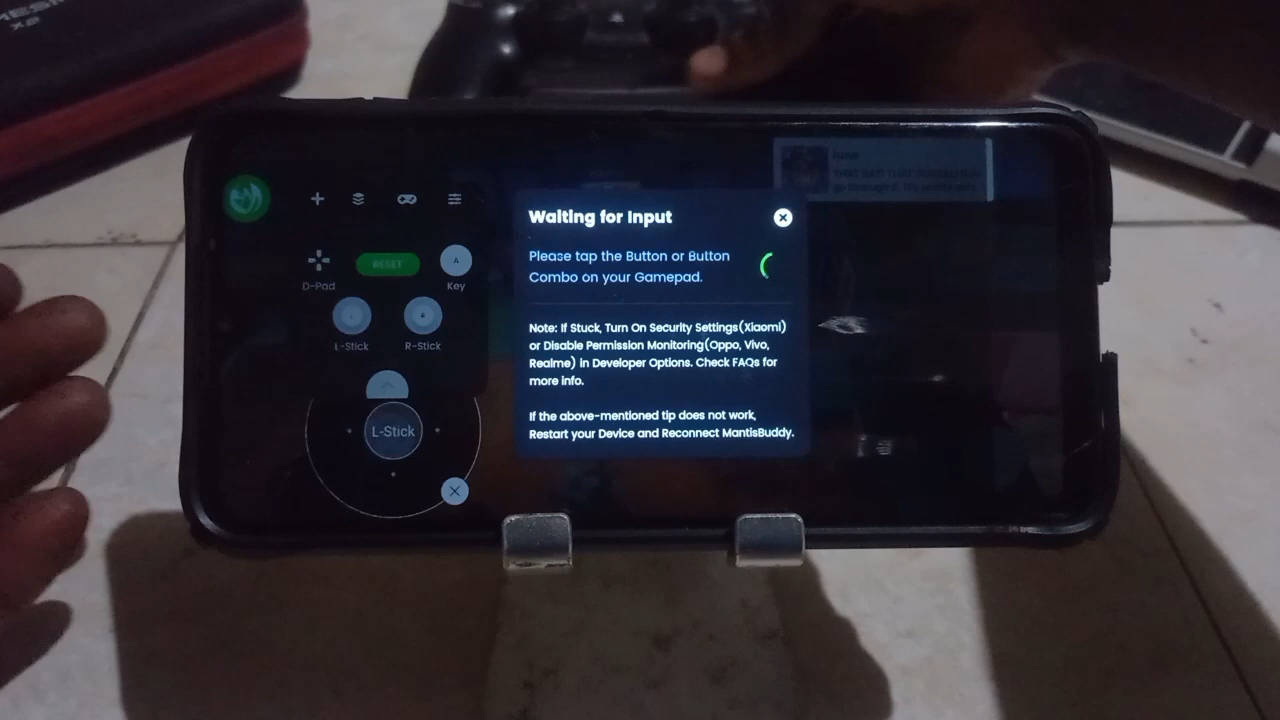 X2
Waiting for Input
Please tap the Button or Button
Combo on your Gamepad.
Note: If Stuck, Turn On Security Settings(Xiaomi)
or Disable Permission Monitoring(Oppo, Vivo,
Realme) in Developer Options. Check FAQs for
more info.
If the above-mentioned tip does not work,
Restart your Device and Reconnect MantisBuddy.
RESET
A
D-Pad
Key
L-Stick
R-Stick
L-Stick